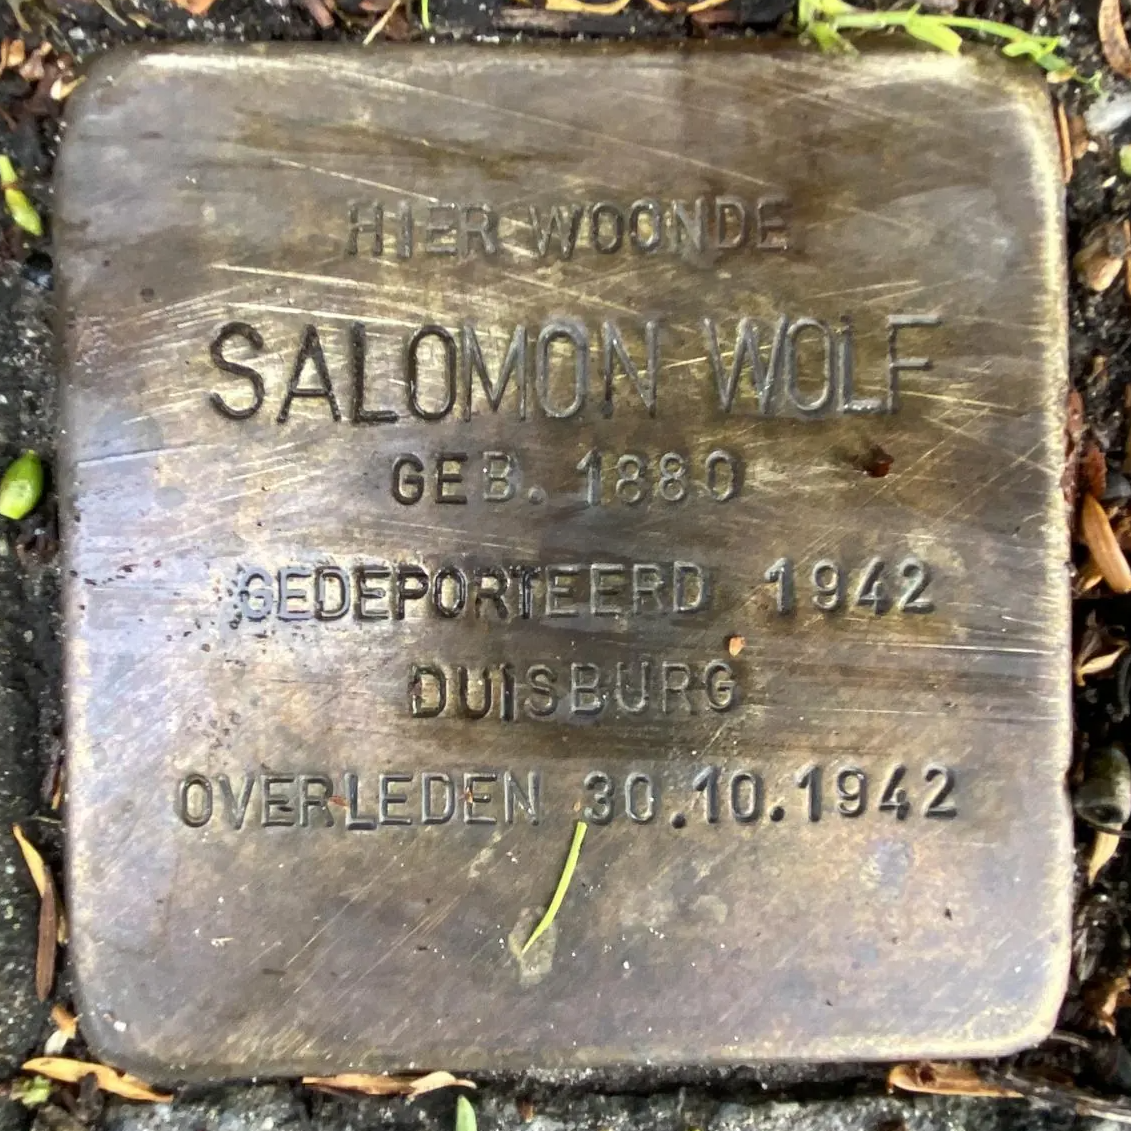 HIER WOONDE
SALOMON WOLF
GEB. 1880
GEDEPORTEERD 1942
DUISBURG
OVERLEDEN 30.10.1942